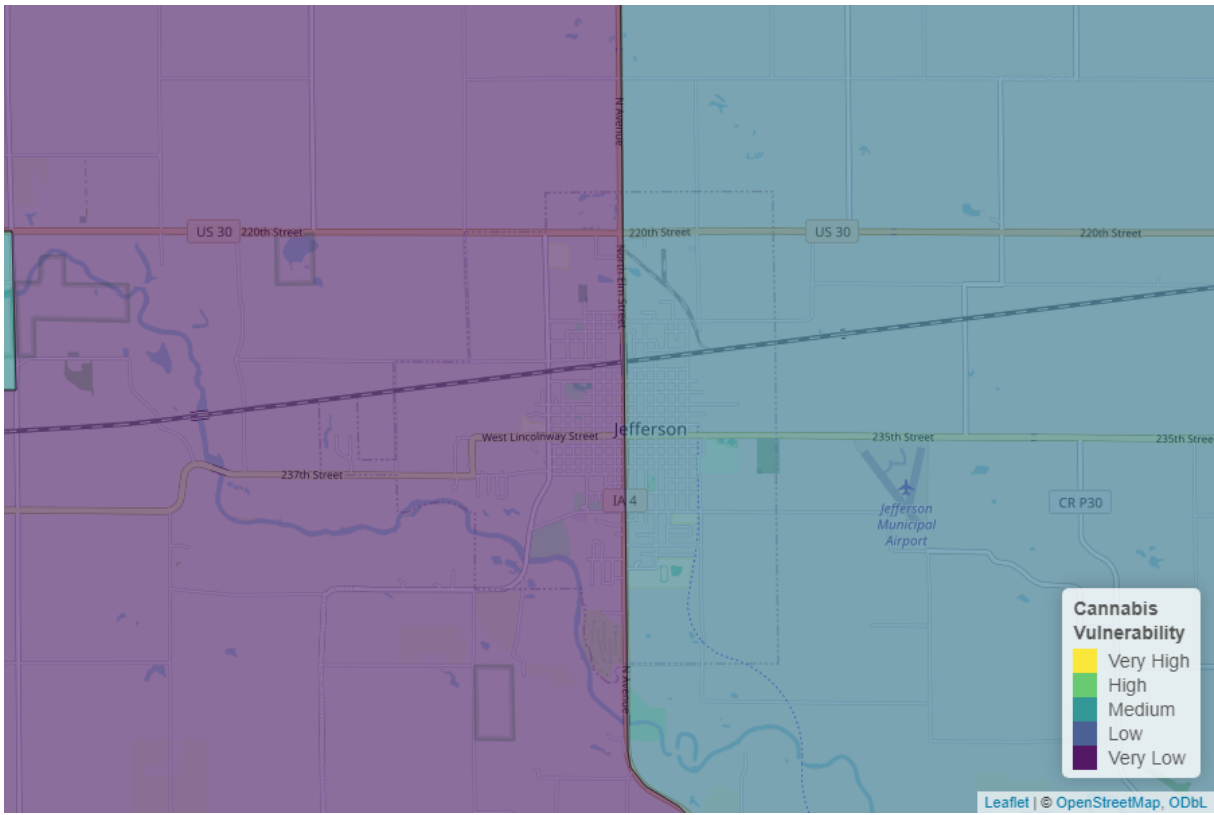 N Avenue
US 30
220th Street
220th Street
US 30
220th Street
North Elm Street
Jefferson
West Lincolnway Street
235th Street
235th Stree
237th Street
IA 4
CR P30
Jefferson
Municipal
Airport
N Avenue
Cannabis
Vulnerability
Very High
High
Medium
Low
Very Low
Leaflet | © OpenStreetMap, ODbL